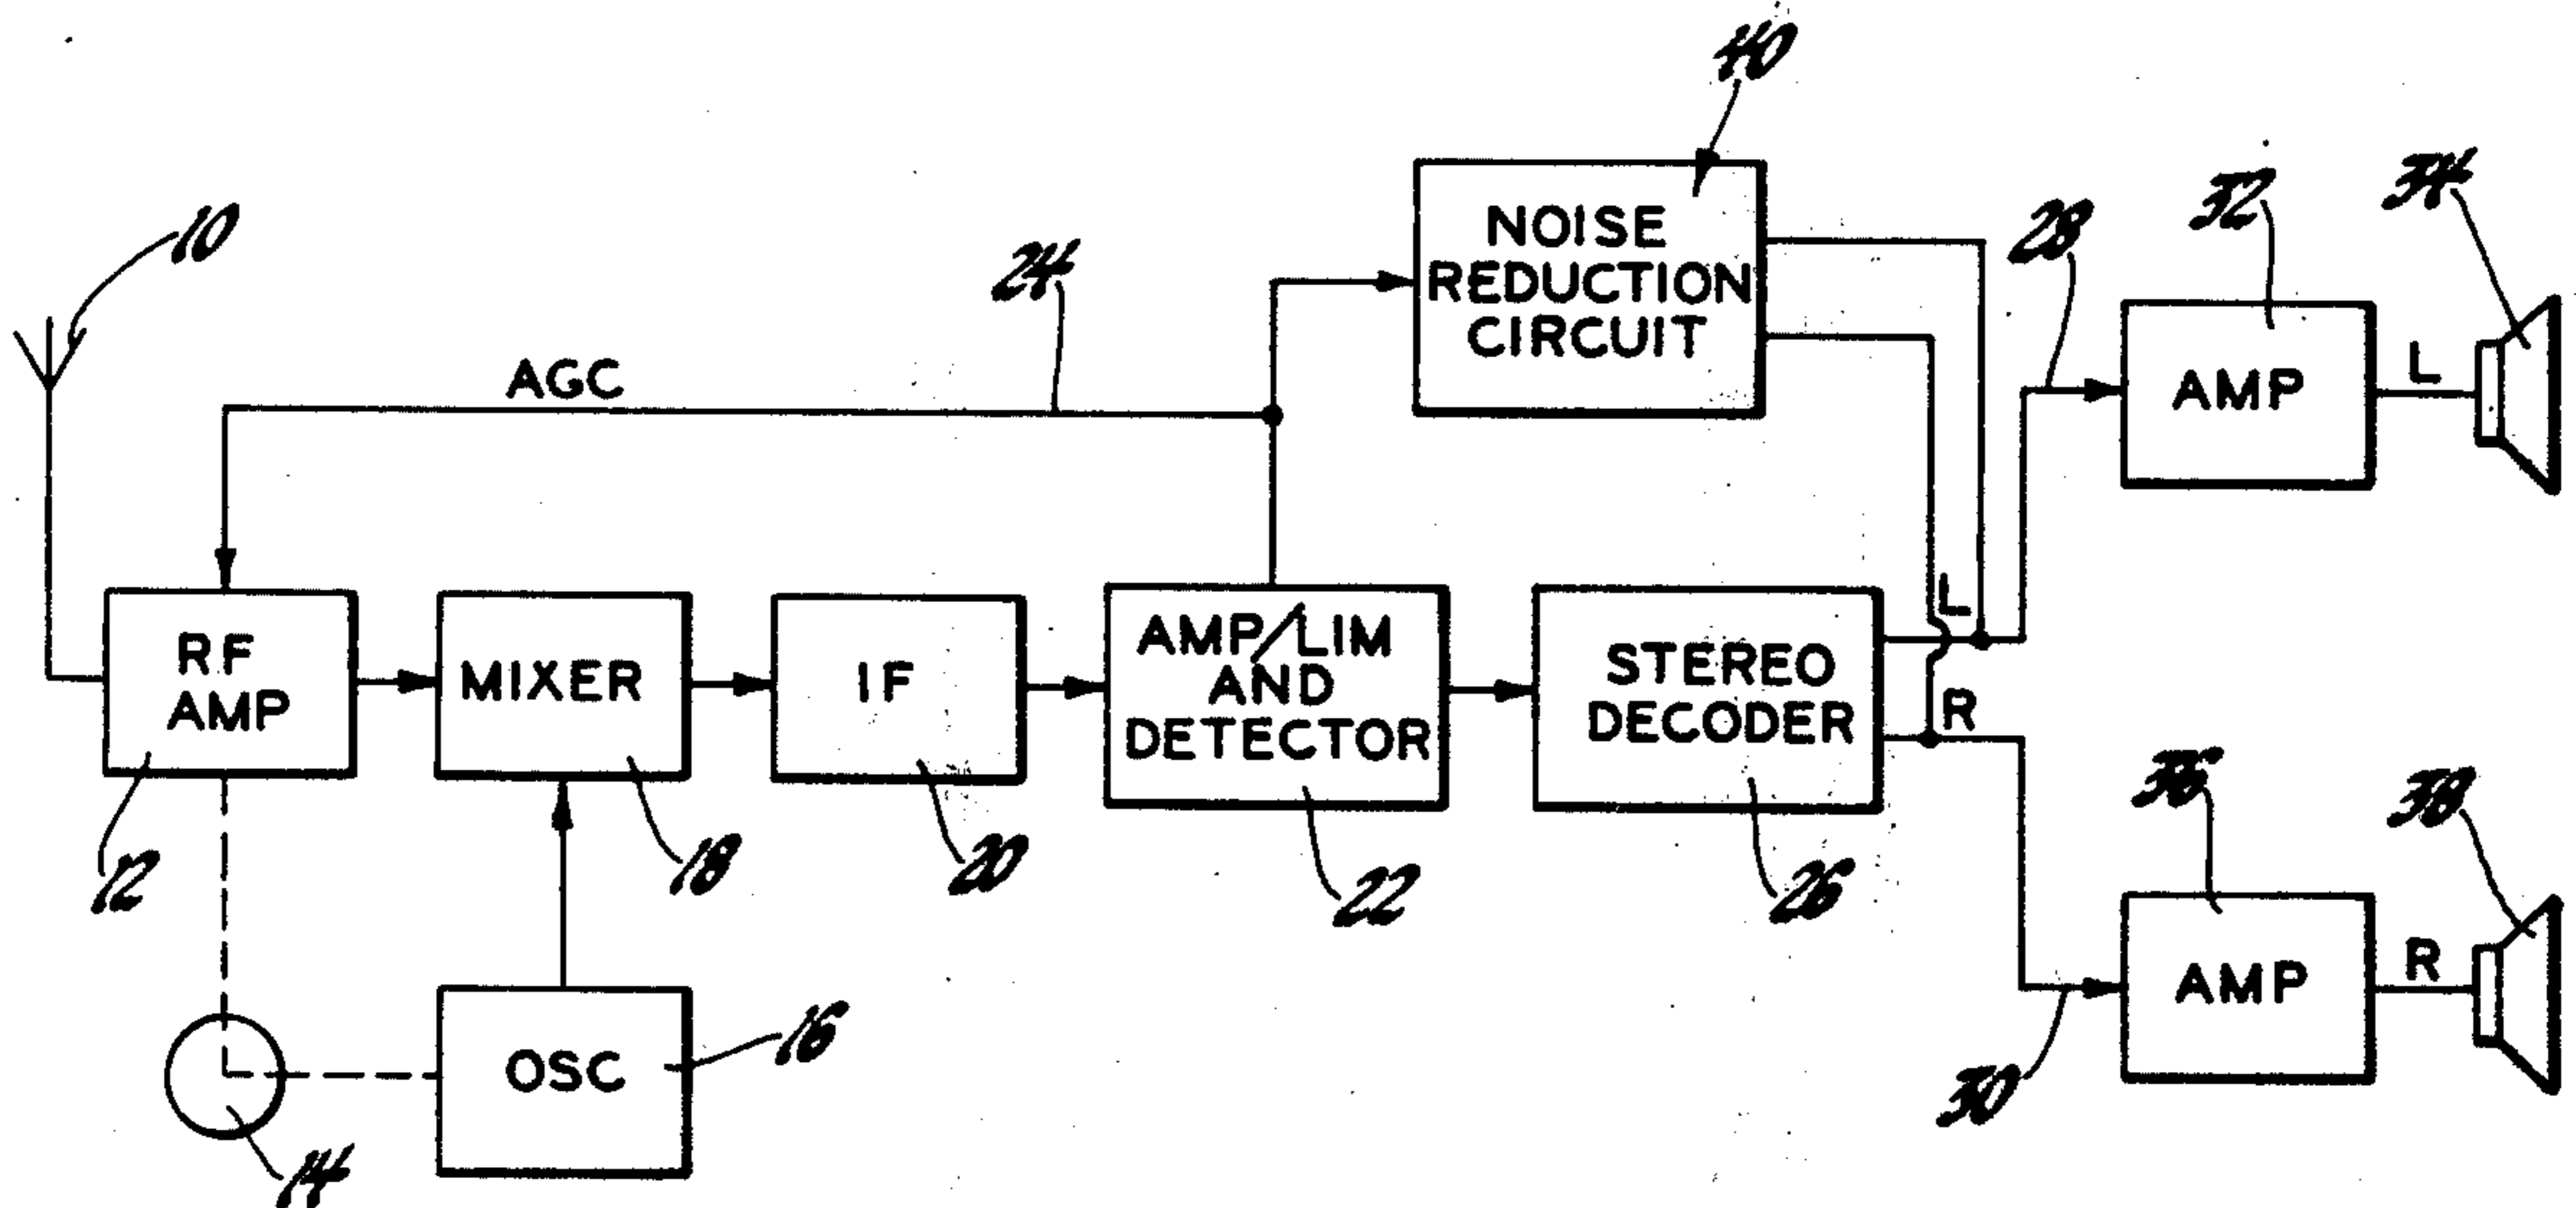 40
10
24
28
32
34
NOISE
REDUCTION
CIRCUIT
AGC
AMP
L
RF
AMP
MIXER
IF
AMP/LIM
AND
DETECTOR
STEREO
DECODER
L
R
12
18
20
22
26
36
38
OSC
16
AMP
R
14
30